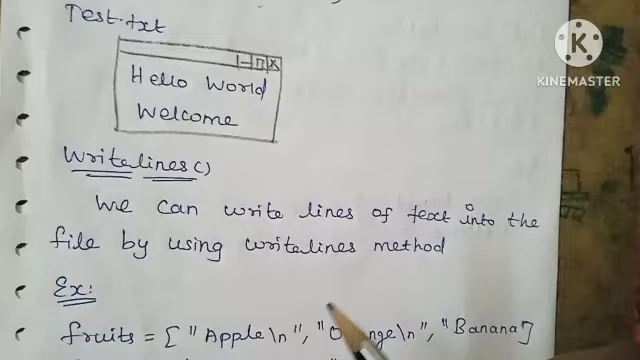 Test.txt
Hello World
Welcome
Writelines()
We can write lines of text into the
file by using writelines method
Ex:
fruits = [ "Apple\n", "Orange\n", "Banana"]
K
KINEMASTER